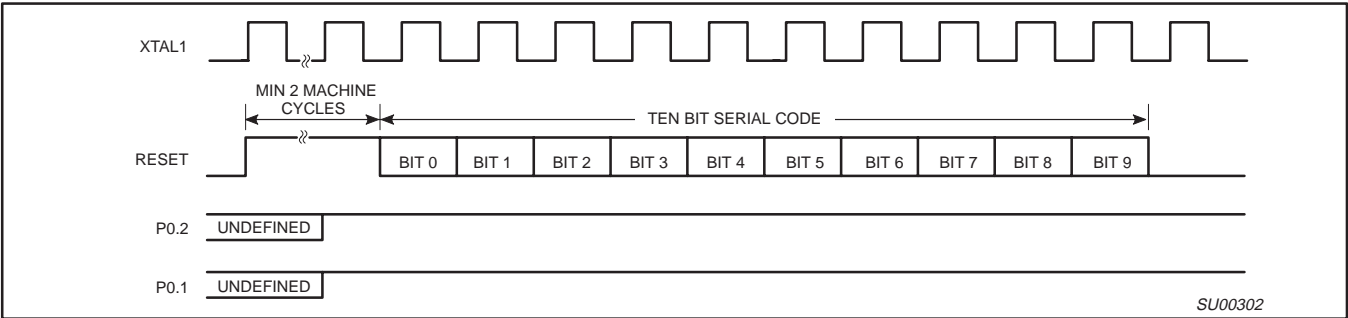 XTAL1
MIN 2 MACHINE
CYCLES
TEN BIT SERIAL CODE
RESET
BIT 0
BIT 1
BIT 2
BIT 3
BIT 4
BIT 5
BIT 6
BIT 7
BIT 8
BIT 9
P0.2
UNDEFINED
P0.1
UNDEFINED
SU00302